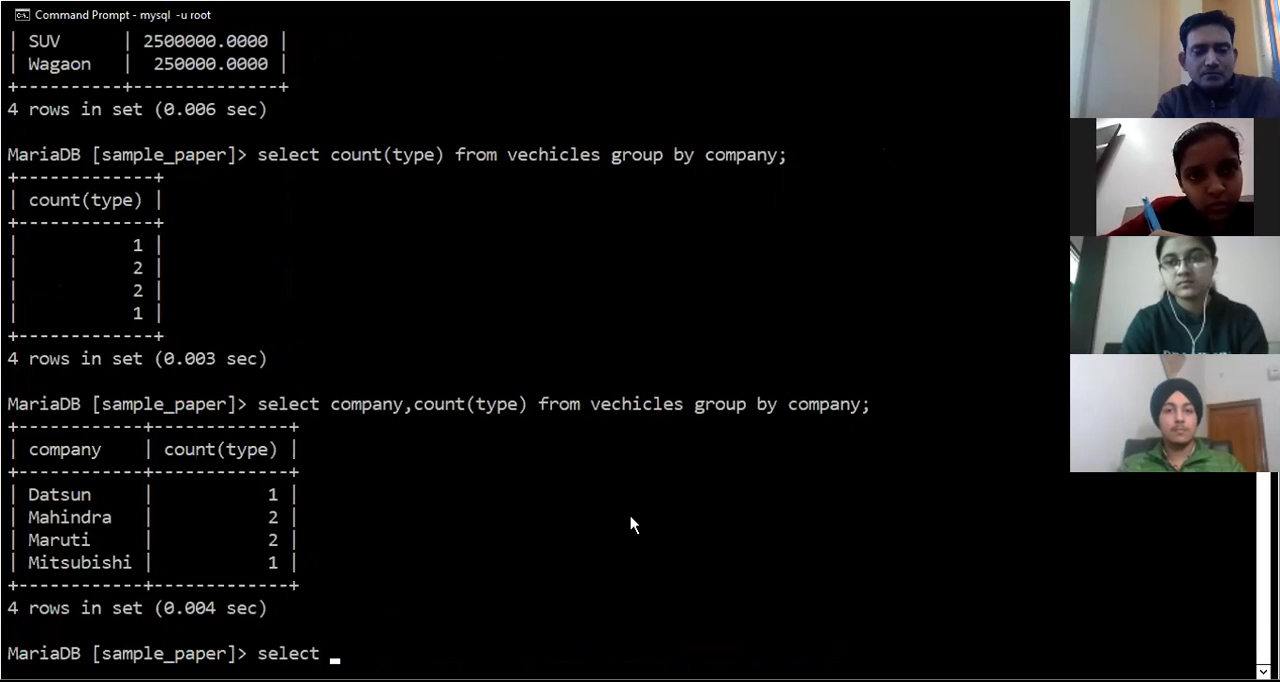 Command Prompt - mysql -u root
| SUV | 2500000.0000 |
| Wagaon | 250000.0000 |
+----------+--------------+
4 rows in set (0.006 sec)
MariaDB [sample_paper]> select count(type) from vechicles group by company;
+-------------+
| count(type) |
+-------------+
| 1 |
| 2 |
| 2 |
| 1 |
+-------------+
4 rows in set (0.003 sec)
MariaDB [sample_paper]> select company,count(type) from vechicles group by company;
+------------+-------------+
| company | count(type) |
+------------+-------------+
| Datsun | 1 |
| Mahindra | 2 |
| Maruti | 2 |
| Mitsubishi | 1 |
+------------+-------------+
4 rows in set (0.004 sec)
MariaDB [sample_paper]> select _